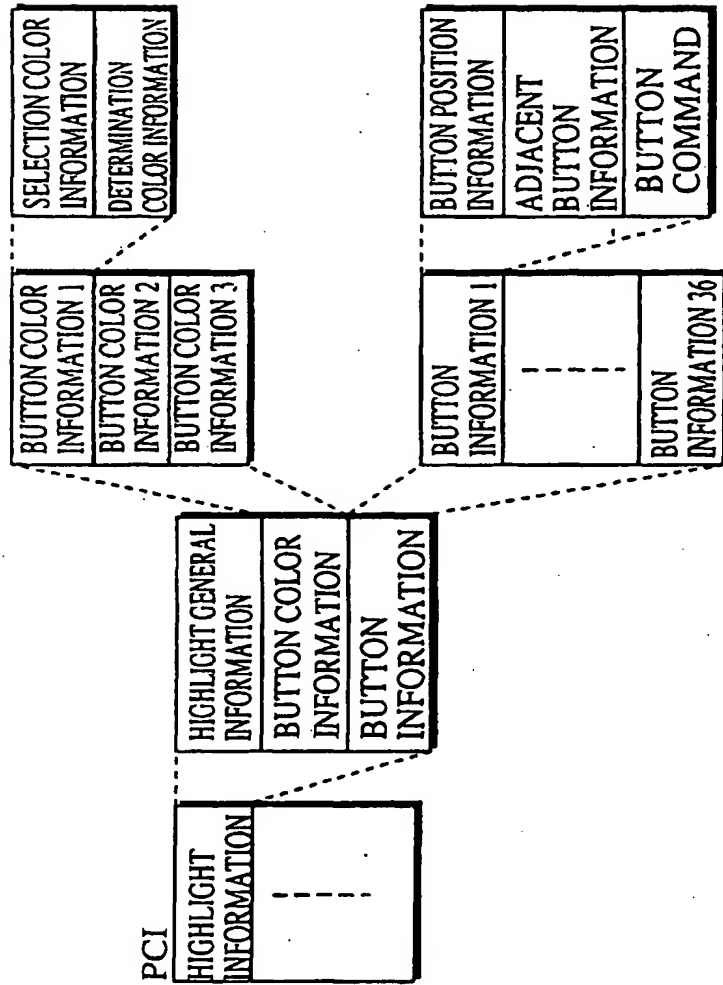 PCI
HIGHLIGHT
INFORMATION
HIGHLIGHT GENERAL
INFORMATION
BUTTON COLOR
INFORMATION
BUTTON
INFORMATION
BUTTON COLOR
INFORMATION 1
BUTTON COLOR
INFORMATION 2
BUTTON COLOR
INFORMATION 3
SELECTION COLOR
INFORMATION
DETERMINATION
COLOR INFORMATION
BUTTON
INFORMATION 1
BUTTON
INFORMATION 36
BUTTON POSITION
INFORMATION
ADJACENT
BUTTON
INFORMATION
BUTTON
COMMAND